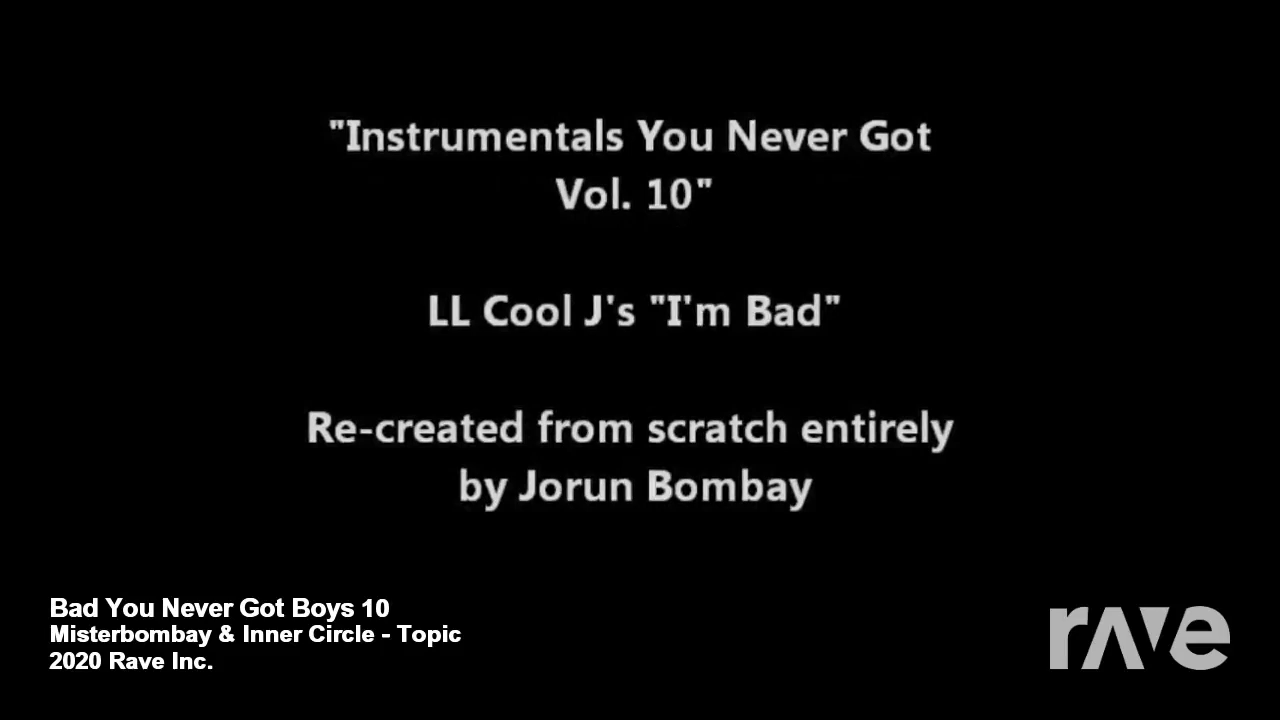 "Instrumentals You Never Got
Vol. 10"
LL Cool J's "I'm Bad"
Re-created from scratch entirely
by Jorun Bombay
Bad You Never Got Boys 10
Misterbombay & Inner Circle - Topic
2020 Rave Inc.
rave